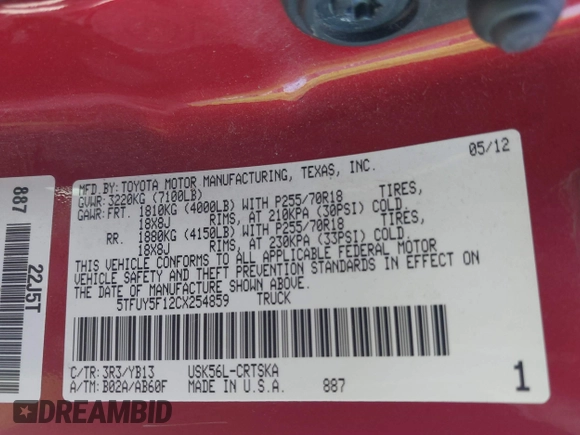 MFD.BY:TOYOTA MOTOR MANUFACTURING, TEXAS, INC. 05/12
GVWR:3220KG (7100LB)
GAWR:FRT. 1810KG (4000LB) WITH P255/70R18 TIRES,
18X8J RIMS, AT 210KPA (30PSI) COLD.
RR. 1880KG (4150LB) WITH P255/70R18 TIRES,
18X8J RIMS, AT 230KPA (33PSI) COLD.
THIS VEHICLE CONFORMS TO ALL APPLICABLE FEDERAL MOTOR
VEHICLE SAFETY AND THEFT PREVENTION STANDARDS IN EFFECT ON
THE DATE OF MANUFACTURE SHOWN ABOVE.
5TFUY5F12CX254859 TRUCK
C/TR:3R3/YB13 USK56L-CRTSKA
A/TM:B02A/AB60F MADE IN U.S.A. 887 1
887
22J5T
DREAMBID